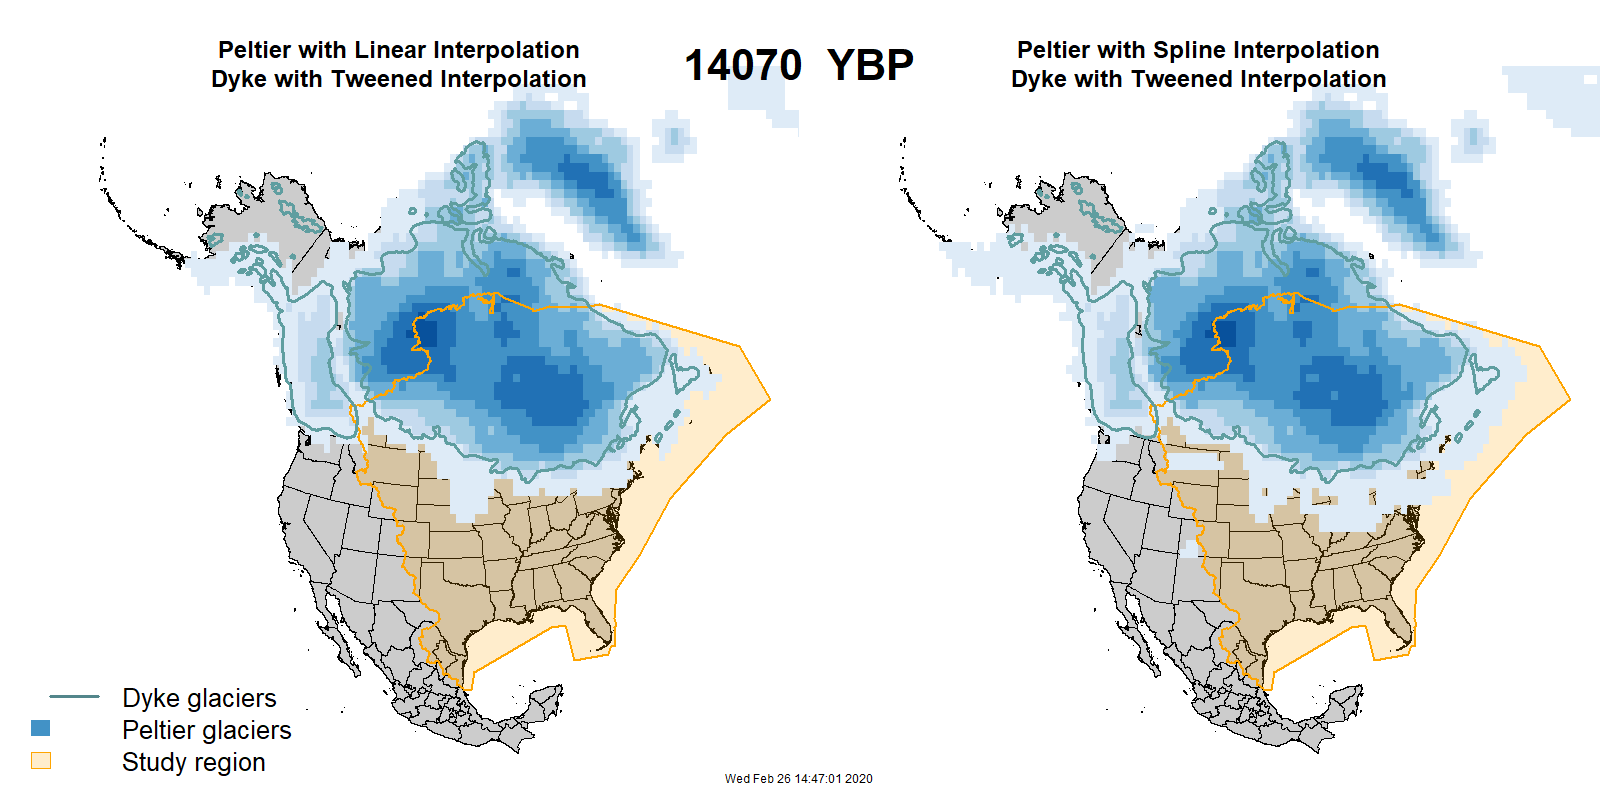 Peltier with Linear Interpolation
Dyke with Tweened Interpolation
14070 YBP
Peltier with Spline Interpolation
Dyke with Tweened Interpolation
Dyke glaciers
Peltier glaciers
Study region
Wed Feb 26 14:47:01 2020